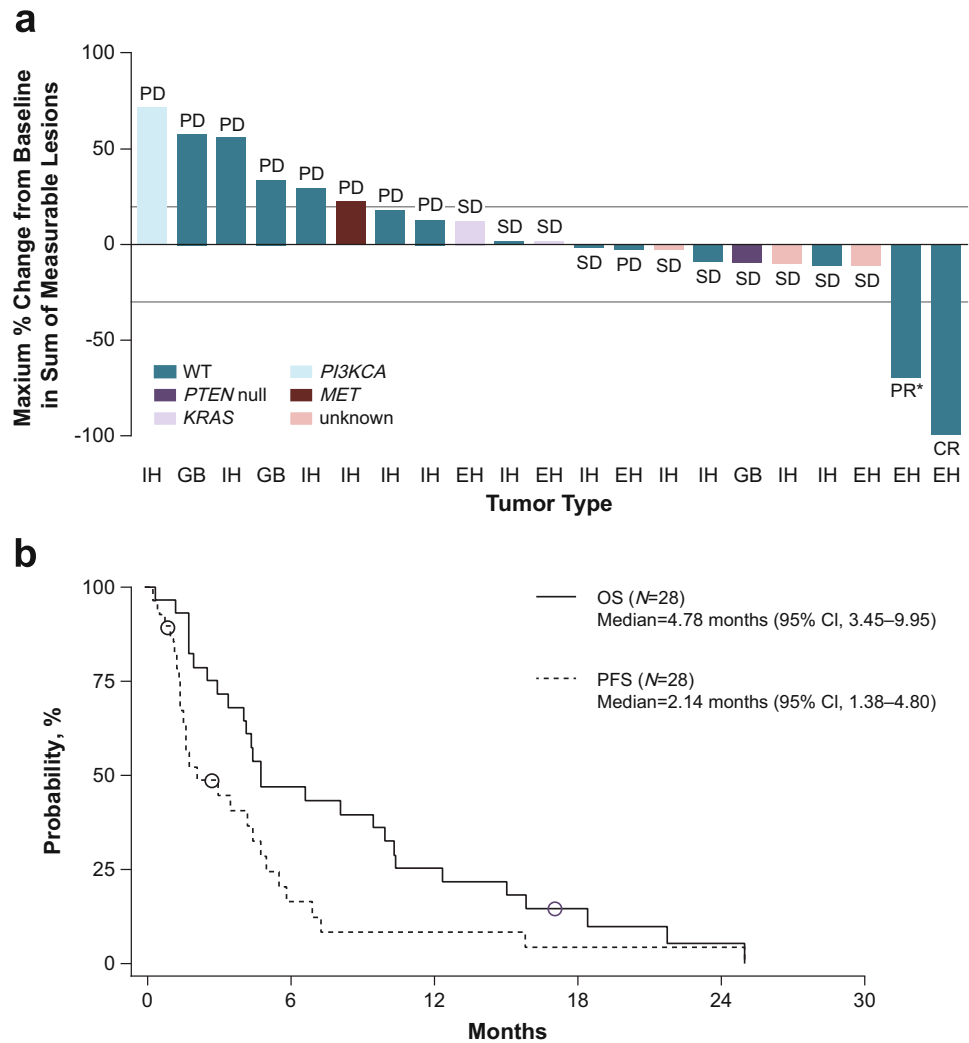 a
Maxium % Change from Baseline
in Sum of Measurable Lesions
100
50
0
-50
-100
PD PD PD PD PD PD PD PD SD SD SD SD PD SD SD SD SD SD SD PR* CR
WT
PTEN null
KRAS
PI3KCA
MET
unknown
IH GB IH GB IH IH IH IH EH IH EH IH EH IH IH GB IH IH EH EH EH
Tumor Type
b
Probability, %
100
75
50
25
0
OS (N=28)
Median=4.78 months (95% CI, 3.45–9.95)
PFS (N=28)
Median=2.14 months (95% CI, 1.38–4.80)
0 6 12 18 24 30
Months